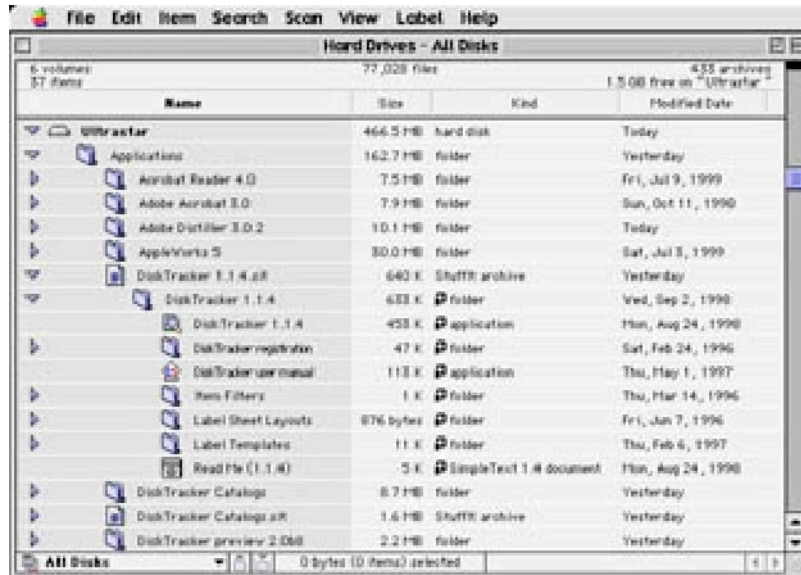 File Edit Item Search Scan View Label Help
Hard Drives - All Disks
6 volumes 77,028 files 433 archives
37 items 1.5 GB free on "Ultrastar"
Name Size Kind Modified Date
Ultrastar 466.5 MB hard disk Today
Applications 162.7 MB folder Yesterday
Acrobat Reader 4.0 7.5 MB folder Fri, Jul 9, 1999
Adobe Acrobat 3.0 7.9 MB folder Sun, Oct 11, 1998
Adobe Distiller 3.0.2 10.1 MB folder Today
AppleWorks 5 30.0 MB folder Sat, Jul 3, 1999
DiskTracker 1.1.4.sit 640 K StuffIt archive Yesterday
DiskTracker 1.1.4 633 K folder Wed, Sep 2, 1998
DiskTracker 1.1.4 453 K application Mon, Aug 24, 1998
DiskTracker registration 47 K folder Sat, Feb 24, 1996
DiskTracker user manual 113 K application Thu, May 1, 1997
Item Filters 1 K folder Thu, Mar 14, 1996
Label Sheet Layouts 876 bytes folder Fri, Jun 7, 1996
Label Templates 11 K folder Thu, Feb 6, 1997
Read Me (1.1.4) 5 K SimpleText 1.4 document Mon, Aug 24, 1998
DiskTracker Catalogs 8.7 MB folder Yesterday
DiskTracker Catalogs.sit 1.6 MB StuffIt archive Yesterday
DiskTracker preview 2.0b8 2.2 MB folder Yesterday
All Disks 0 bytes (0 items) selected